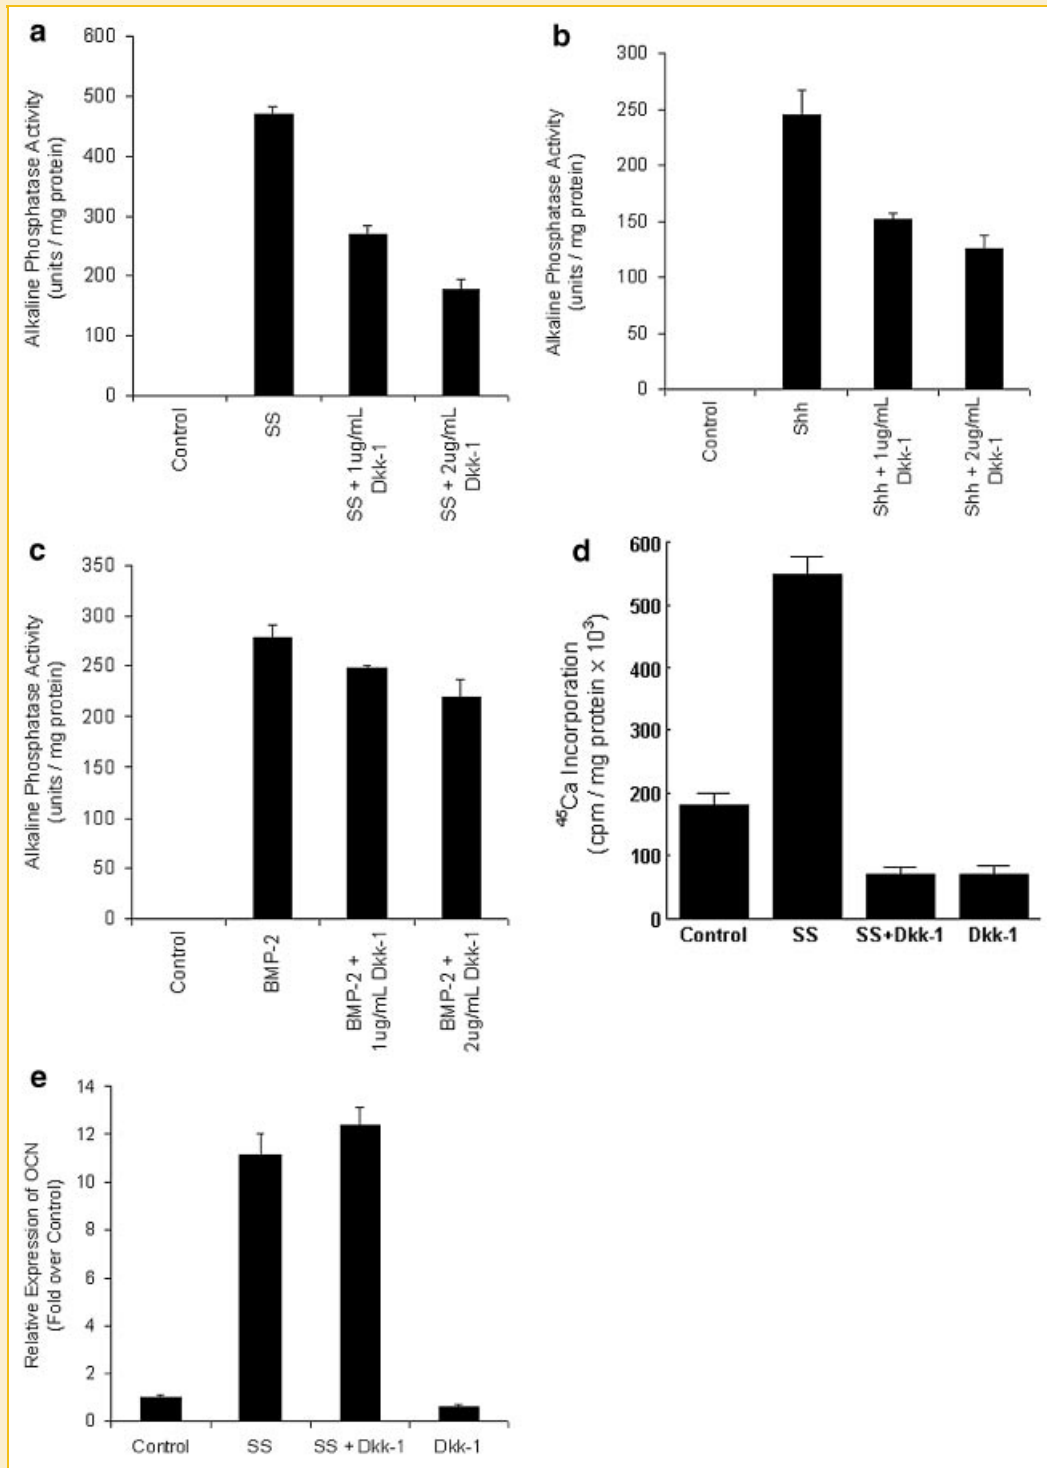 a
Alkaline Phosphatase Activity
(units / mg protein)
600
500
400
300
200
100
0
Control
SS
SS + 1ug/mL
Dkk-1
SS + 2ug/mL
Dkk-1
b
Alkaline Phosphatase Activity
(units / mg protein)
300
250
200
150
100
50
0
Control
Shh
Shh + 1ug/mL
Dkk-1
Shh + 2ug/mL
Dkk-1
c
Alkaline Phosphatase Activity
(units / mg protein)
350
300
250
200
150
100
50
0
Control
BMP-2
BMP-2 +
1ug/mL Dkk-1
BMP-2 +
2ug/mL Dkk-1
d
⁴⁵Ca Incorporation
(cpm / mg protein x 10³)
600
500
400
300
200
100
0
Control
SS
SS+Dkk-1
Dkk-1
e
Relative Expression of OCN
(Fold over Control)
14
12
10
8
6
4
2
0
Control
SS
SS + Dkk-1
Dkk-1